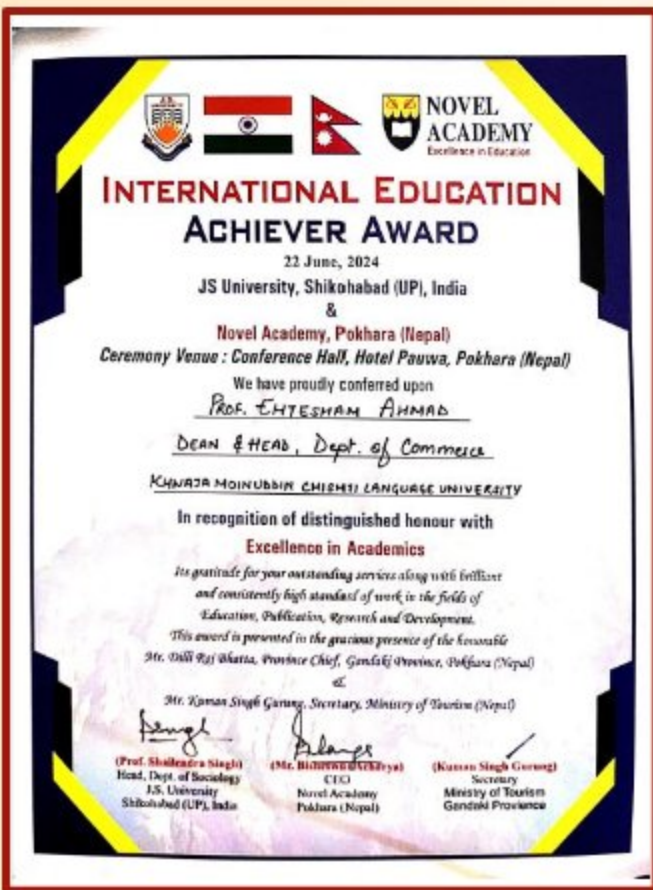 NOVEL
ACADEMY
Excellence in Education
INTERNATIONAL EDUCATION
ACHIEVER AWARD
22 June, 2024
JS University, Shikohabad (UP), India
&
Novel Academy, Pokhara (Nepal)
Ceremony Venue : Conference Hall, Hotel Pauwa, Pokhara (Nepal)
We have proudly conferred upon
PROF. EHTESHAM AHMAD
DEAN & HEAD, Dept. of Commerce
KHWAJA MOINUDDIN CHISHTI LANGUAGE UNIVERSITY
In recognition of distinguished honour with
Excellence in Academics
Its gratitude for your outstanding services along with brilliant
and consistently high standard of work in the fields of
Education, Publication, Research and Development.
This award is presented in the gracious presence of the honorable
Mr. Dilli Raj Bhatta, Province Chief, Gandaki Province, Pokhara (Nepal)
&
Mr. Kuman Singh Gurung, Secretary, Ministry of Tourism (Nepal)
(Prof. Shailendra Singh) (Mr. Acharya) (Kuman Singh Gurung)
Head, Dept. of Sociology CEO Secretary
J.S. University Novel Academy Ministry of Tourism
Shikohabad (UP), India Pokhara (Nepal) Gandaki Provience